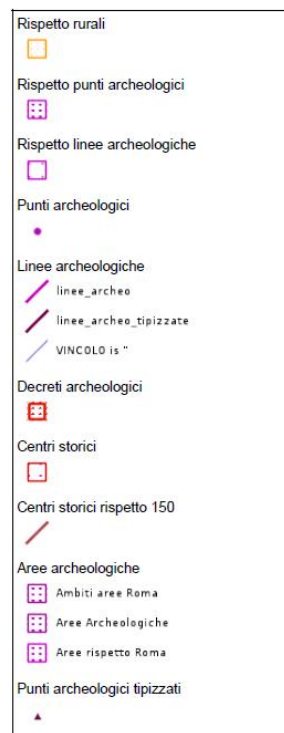 Rispetto rurali
Rispetto punti archeologici
Rispetto linee archeologiche
Punti archeologici
Linee archeologiche
linee_archeo
linee_archeo_tipizzate
VINCOLO is ''
Decreti archeologici
Centri storici
Centri storici rispetto 150
Aree archeologiche
Ambiti aree Roma
Aree Archeologiche
Aree rispetto Roma
Punti archeologici tipizzati